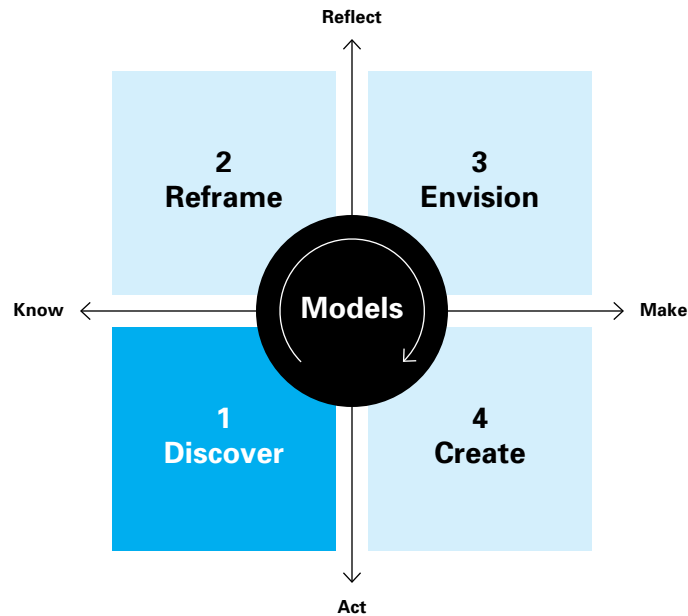 Reflect
2
Reframe
3
Envision
Know
Models
Make
1
Discover
4
Create
Act